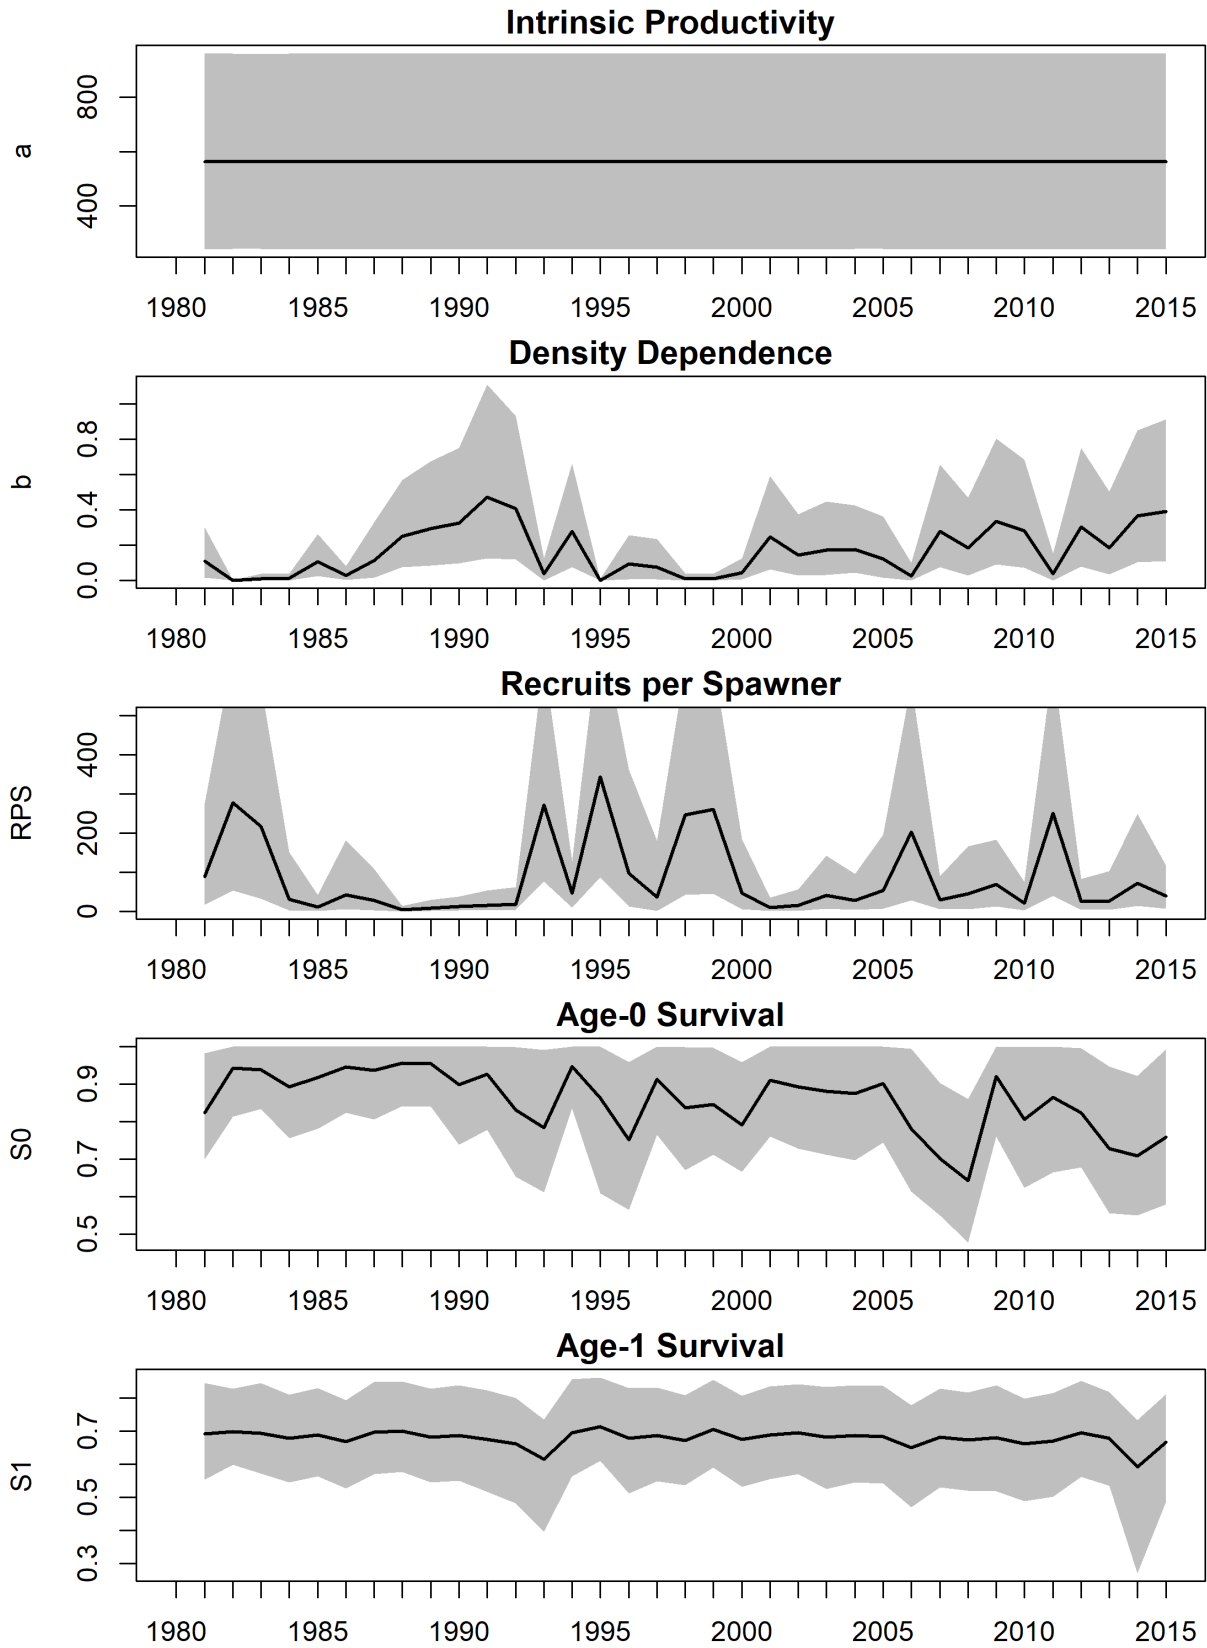 Intrinsic Productivity
a
800
400
1980 1985 1990 1995 2000 2005 2010 2015
Density Dependence
b
0.8
0.4
0.0
1980 1985 1990 1995 2000 2005 2010 2015
Recruits per Spawner
RPS
400
200
0
1980 1985 1990 1995 2000 2005 2010 2015
Age-0 Survival
S0
0.9
0.7
0.5
1980 1985 1990 1995 2000 2005 2010 2015
Age-1 Survival
S1
0.7
0.5
0.3
1980 1985 1990 1995 2000 2005 2010 2015